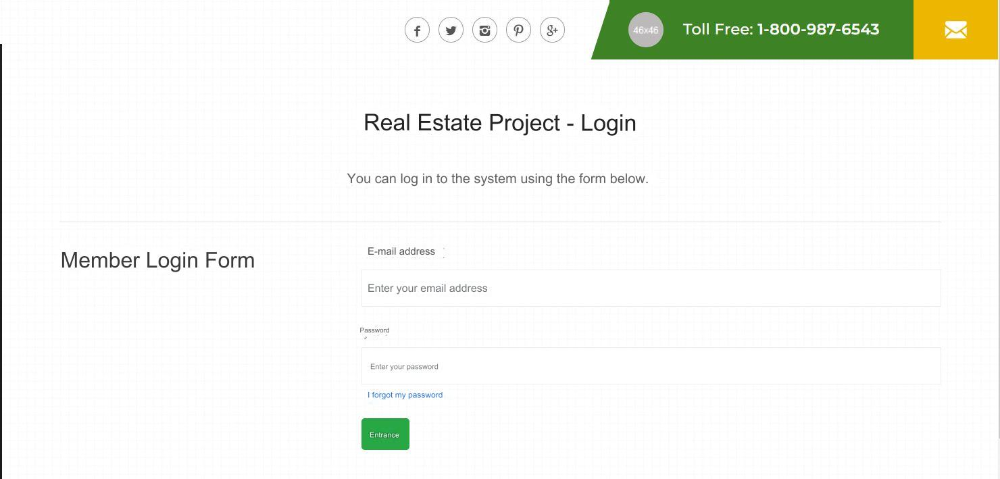 46x46 Toll Free: 1-800-987-6543
Real Estate Project - Login
You can log in to the system using the form below.
Member Login Form
E-mail address :
Enter your email address
Password
Enter your password
I forgot my password
Entrance